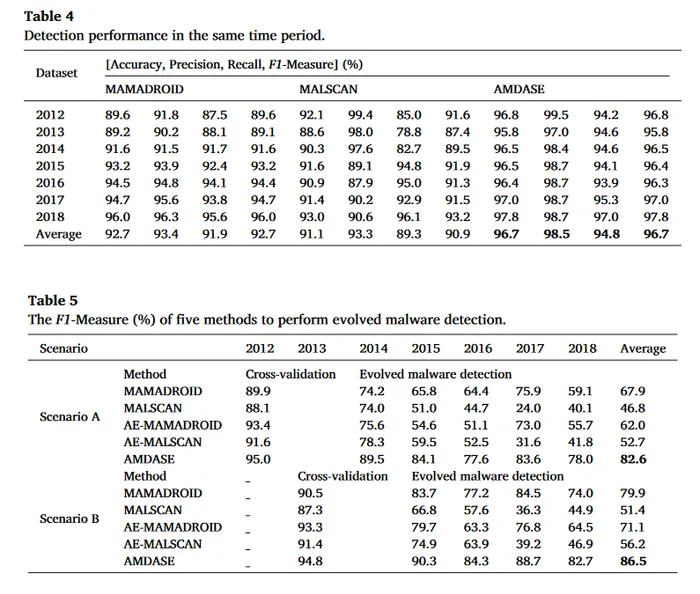 Table 4
Detection performance in the same time period.
Dataset [Accuracy, Precision, Recall, F1-Measure] (%)
MAMADROID MALSCAN AMDASE
2012 89.6 91.8 87.5 89.6 92.1 99.4 85.0 91.6 96.8 99.5 94.2 96.8
2013 89.2 90.2 88.1 89.1 88.6 98.0 78.8 87.4 95.8 97.0 94.6 95.8
2014 91.6 91.5 91.7 91.6 90.3 97.6 82.7 89.5 96.5 98.4 94.6 96.5
2015 93.2 93.9 92.4 93.2 91.6 89.1 94.8 91.9 96.5 98.7 94.1 96.4
2016 94.5 94.8 94.1 94.4 90.9 87.9 95.0 91.3 96.4 98.7 93.9 96.3
2017 94.7 95.6 93.8 94.7 91.4 90.2 92.9 91.5 97.0 98.7 95.3 97.0
2018 96.0 96.3 95.6 96.0 93.0 90.6 96.1 93.2 97.8 98.7 97.0 97.8
Average 92.7 93.4 91.9 92.7 91.1 93.3 89.3 90.9 96.7 98.5 94.8 96.7
Table 5
The F1-Measure (%) of five methods to perform evolved malware detection.
Scenario 2012 2013 2014 2015 2016 2017 2018 Average
Scenario A
Method Cross-validation Evolved malware detection
MAMADROID 89.9 74.2 65.8 64.4 75.9 59.1 67.9
MALSCAN 88.1 74.0 51.0 44.7 24.0 40.1 46.8
AE-MAMADROID 93.4 75.6 54.6 51.1 73.0 55.7 62.0
AE-MALSCAN 91.6 78.3 59.5 52.5 31.6 41.8 52.7
AMDASE 95.0 89.5 84.1 77.6 83.6 78.0 82.6
Scenario B
Method – Cross-validation Evolved malware detection
MAMADROID – 90.5 83.7 77.2 84.5 74.0 79.9
MALSCAN – 87.3 66.8 57.6 36.3 44.9 51.4
AE-MAMADROID – 93.3 79.7 63.3 76.8 64.5 71.1
AE-MALSCAN – 91.4 74.9 63.9 39.2 46.9 56.2
AMDASE – 94.8 90.3 84.3 88.7 82.7 86.5